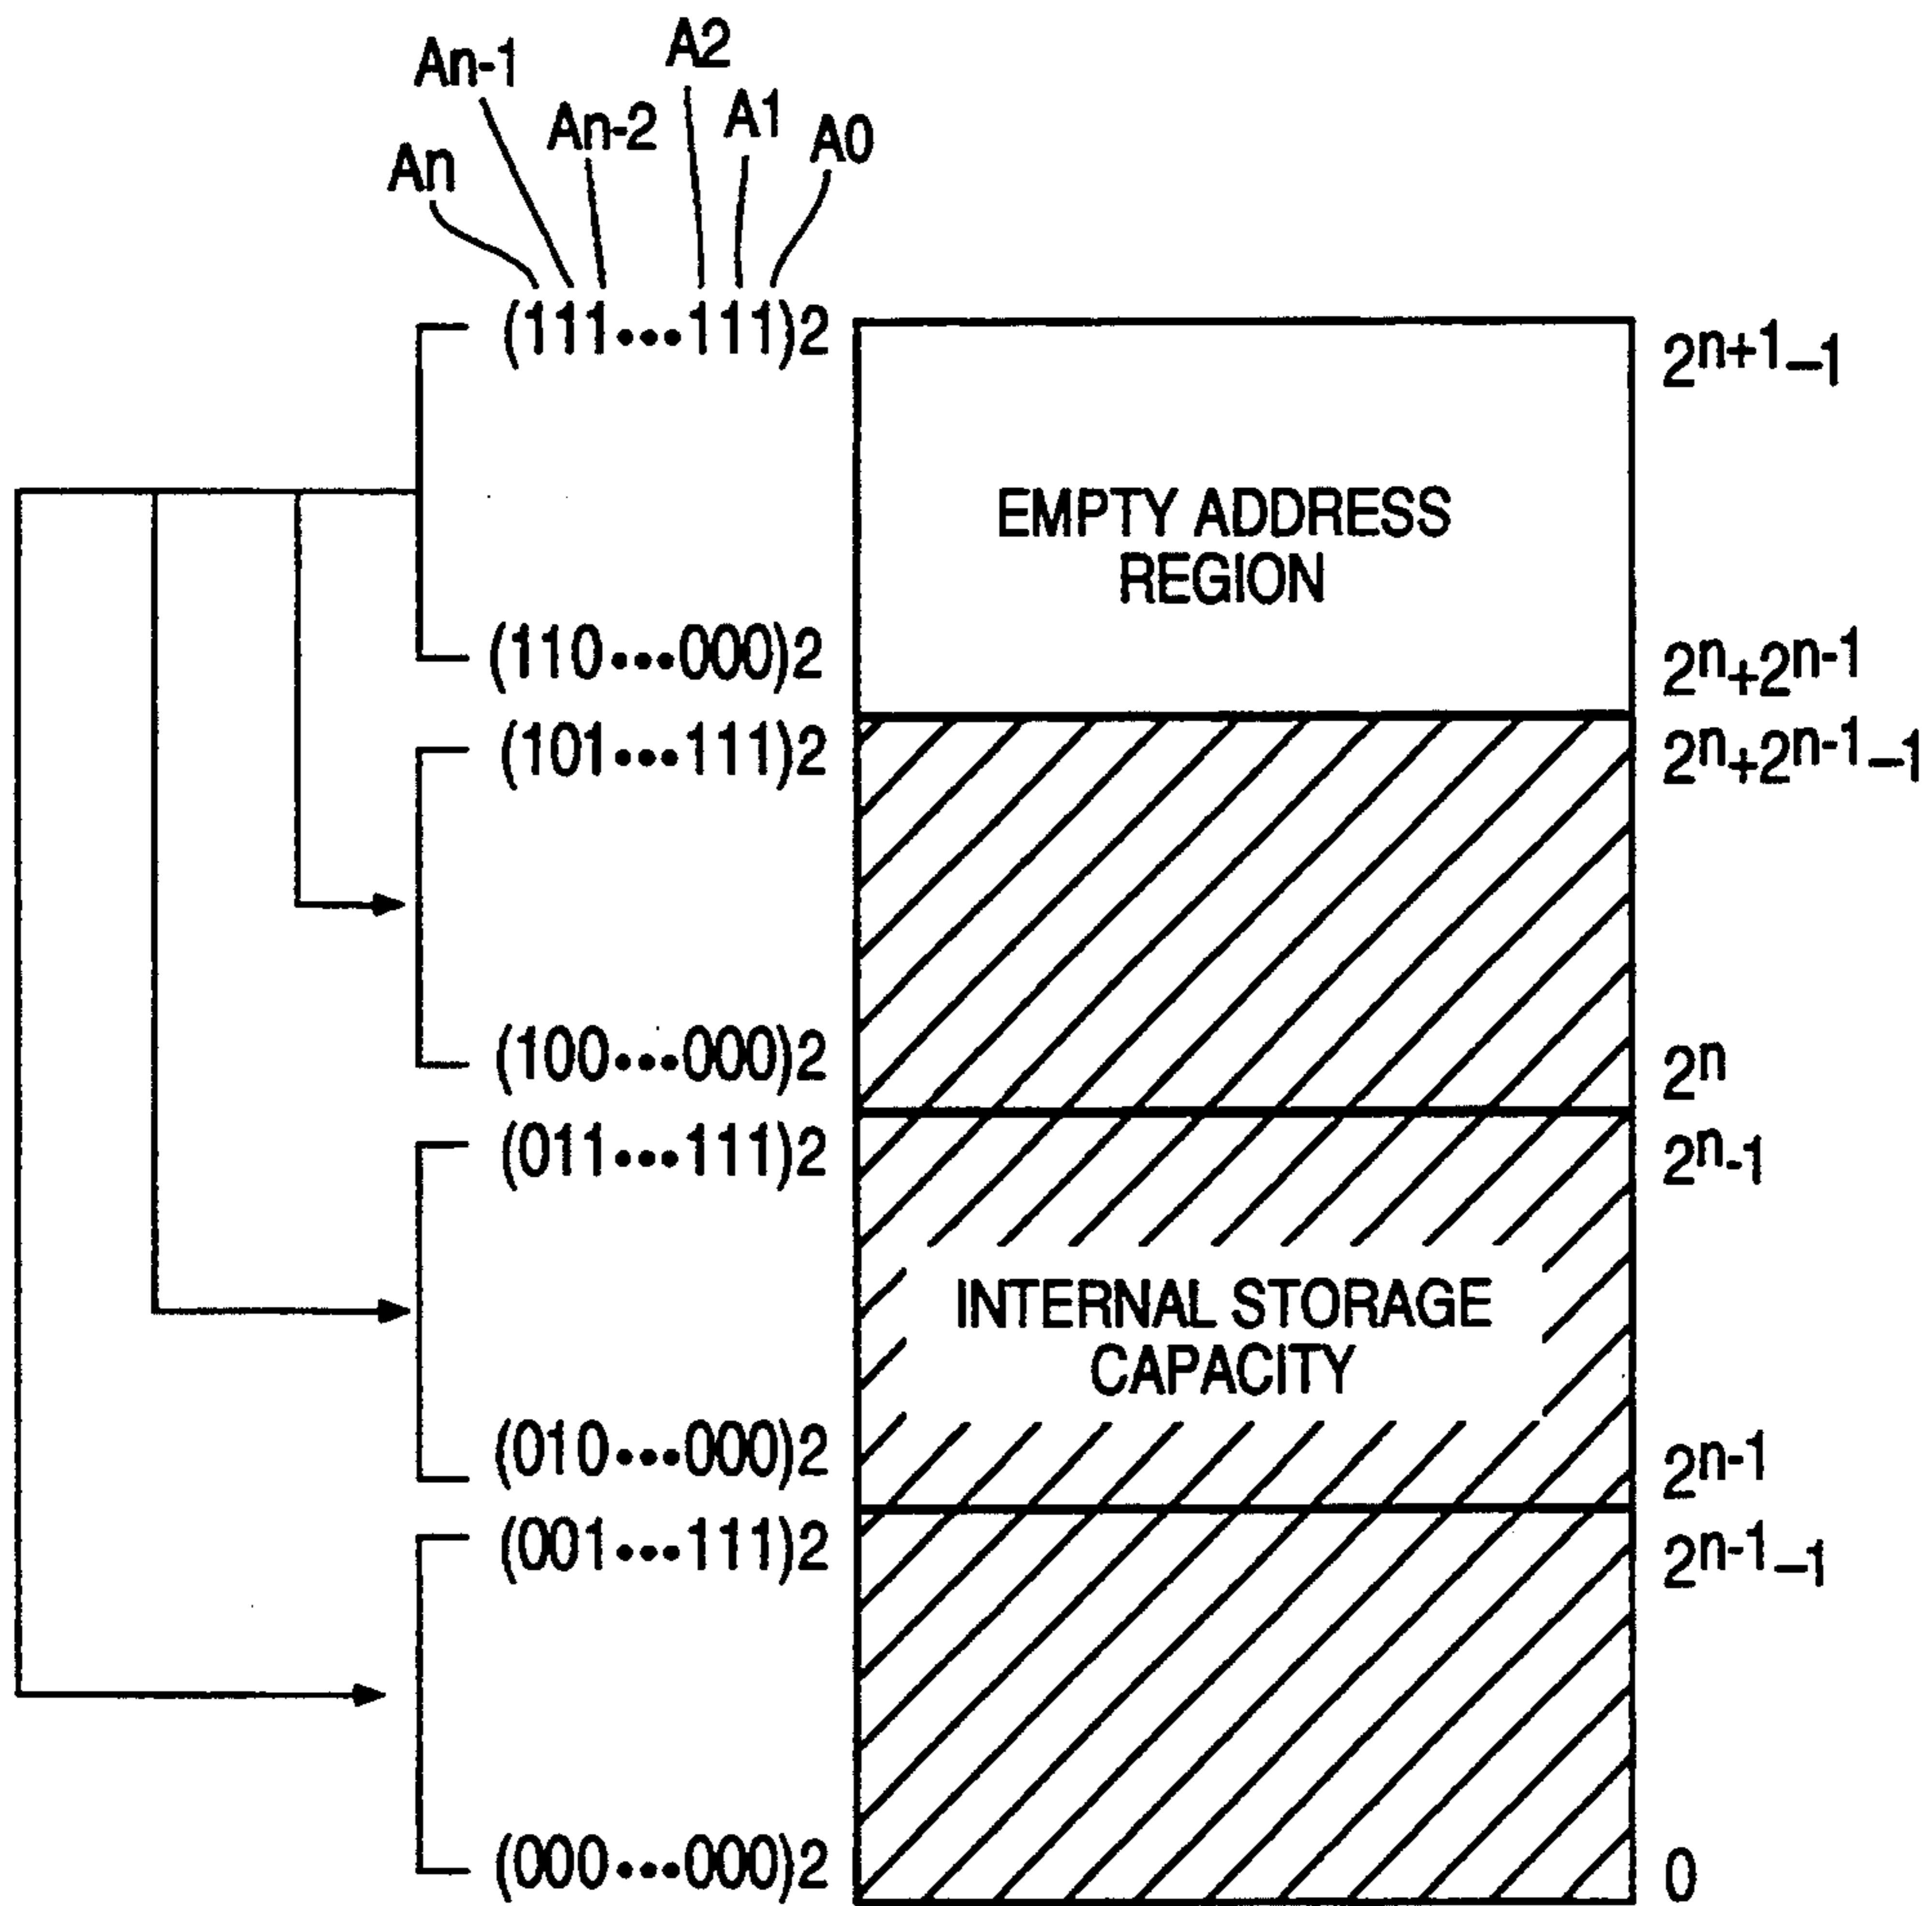 A2
An-1
A1
An-2
A0
An
(111•••111)2
2n+1–1
EMPTY ADDRESS
REGION
(110•••000)2
2n+2n-1
(101•••111)2
2n+2n-1–1
(100•••000)2
2n
(011•••111)2
2n-1
INTERNAL STORAGE
CAPACITY
(010•••000)2
2n-1
(001•••111)2
2n-1–1
(000•••000)2
0